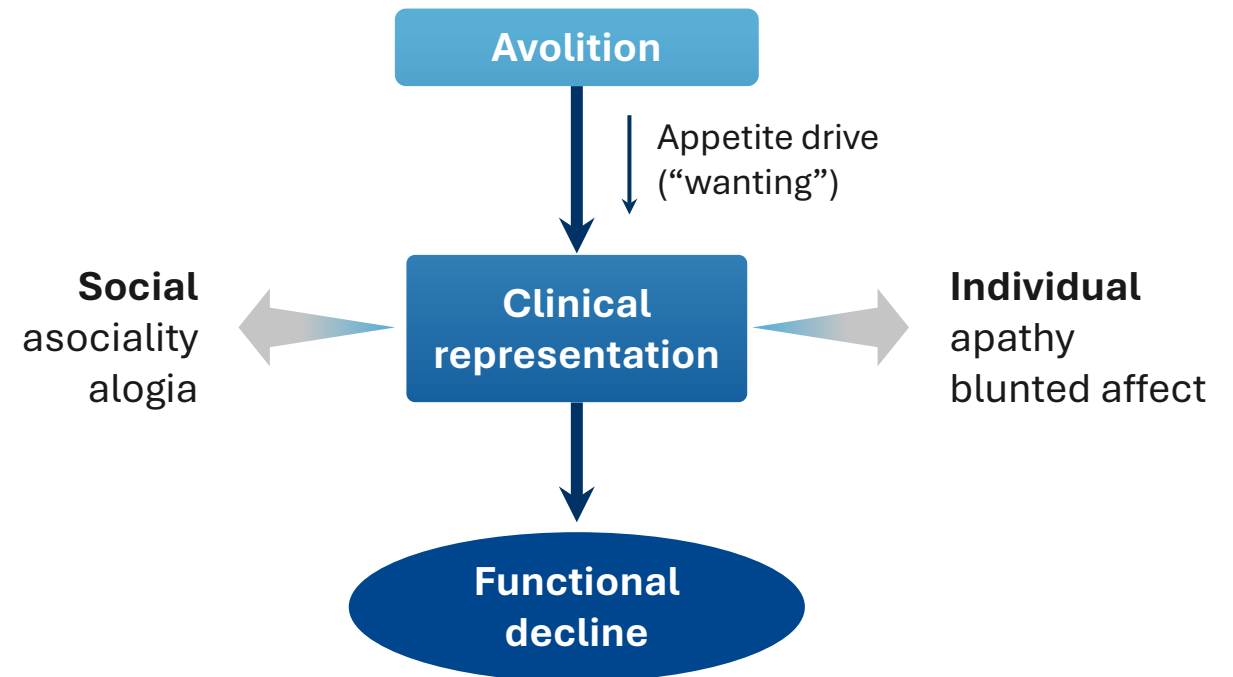 Avolition
Appetite drive
(“wanting”)
Social
asociality
alogia
Clinical
representation
Individual
apathy
blunted affect
Functional
decline